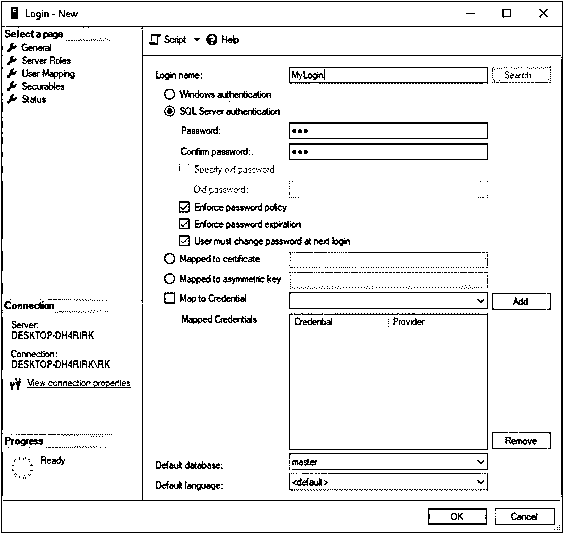 Login - New
Select a page
General
Server Roles
User Mapping
Securables
Status
Script Help
Login name: MyLogin Search...
Windows authentication
SQL Server authentication
Password: •••
Confirm password: •••
Specify old password
Old password:
Enforce password policy
Enforce password expiration
User must change password at next login
Mapped to certificate
Mapped to asymmetric key
Map to Credential Add
Mapped Credentials Credential Provider
Remove
Default database: master
Default language: <default>
Connection
Server:
DESKTOP-DH4RIRK
Connection:
DESKTOP-DH4RIRK\RK
View connection properties
Progress
Ready
OK Cancel